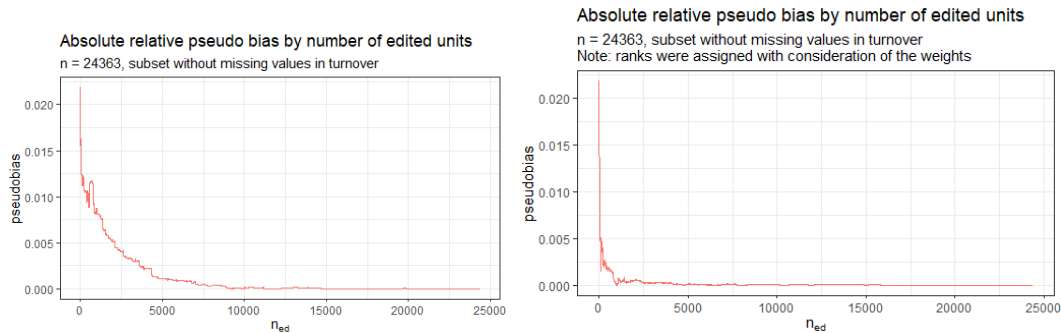 Absolute relative pseudo bias by number of edited units
n = 24363, subset without missing values in turnover
0.020
0.015
0.010
0.005
0.000
pseudobias
0
5000
10000
15000
20000
25000
n_ed
Absolute relative pseudo bias by number of edited units
n = 24363, subset without missing values in turnover
Note: ranks were assigned with consideration of the weights
0.020
0.015
0.010
0.005
0.000
pseudobias
0
5000
10000
15000
20000
25000
n_ed